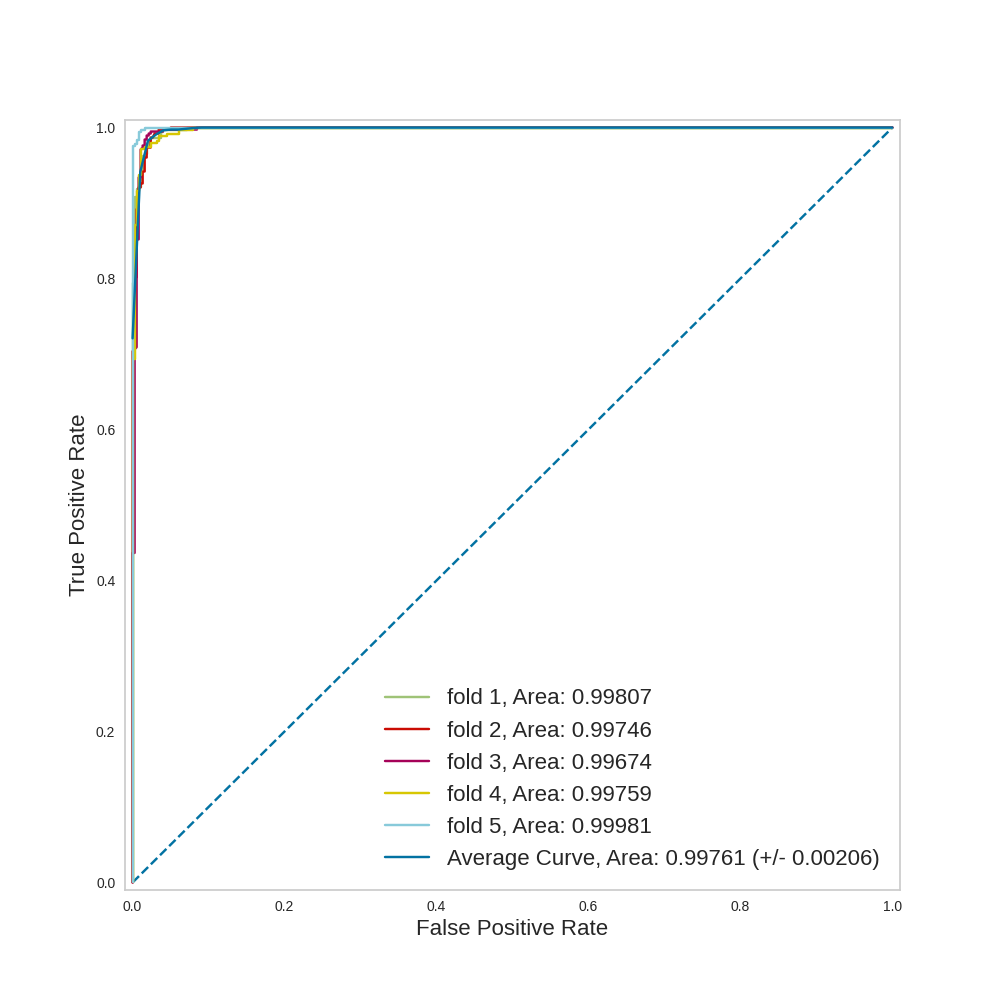 1.0
0.8
0.6
0.4
0.2
0.0
True Positive Rate
fold 1, Area: 0.99807
fold 2, Area: 0.99746
fold 3, Area: 0.99674
fold 4, Area: 0.99759
fold 5, Area: 0.99981
Average Curve, Area: 0.99761 (+/- 0.00206)
0.0 0.2 0.4 0.6 0.8 1.0
False Positive Rate